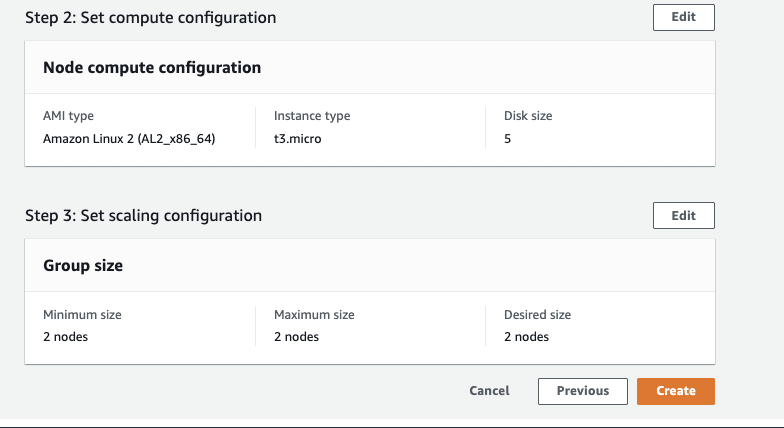 Step 2: Set compute configuration
Edit
Node compute configuration
AMI type
Instance type
Disk size
Amazon Linux 2 (AL2_x86_64)
t3.micro
5
Step 3: Set scaling configuration
Edit
Group size
Minimum size
Maximum size
Desired size
2 nodes
2 nodes
2 nodes
Cancel
Previous
Create